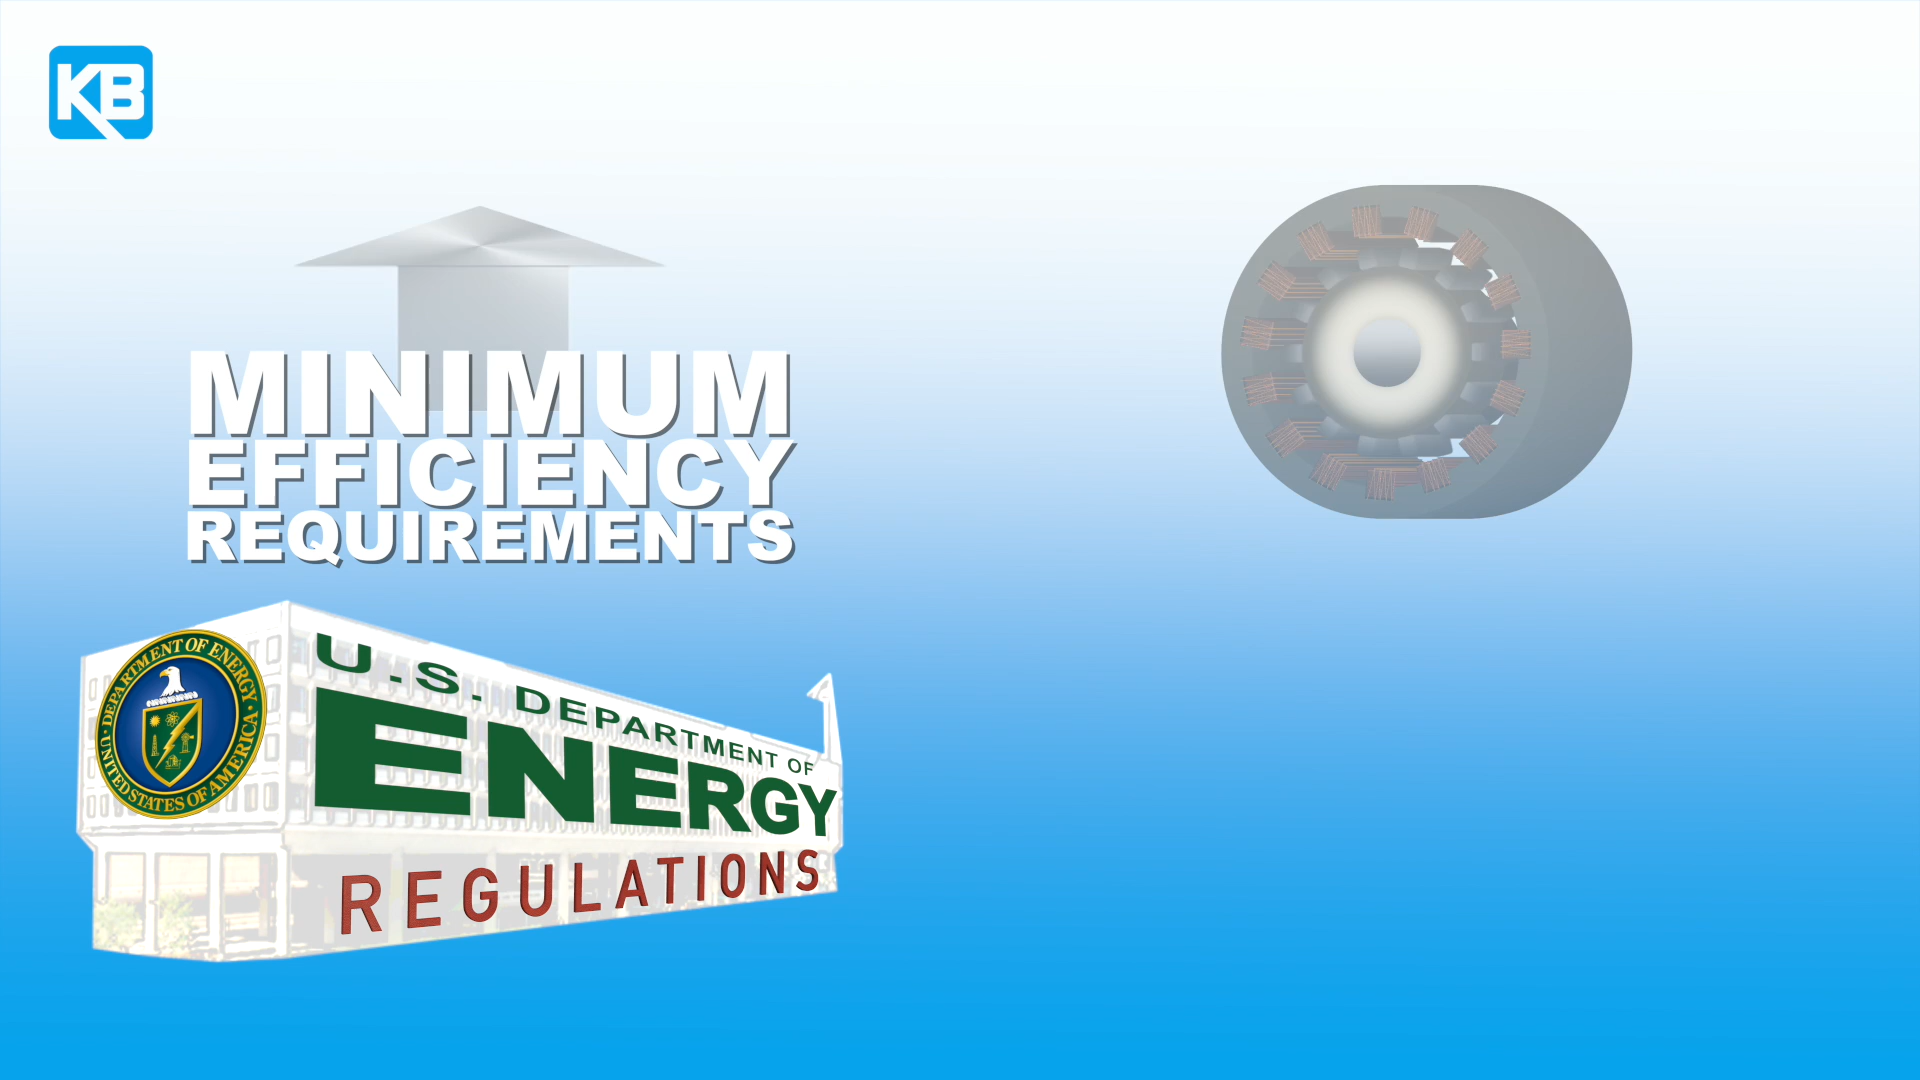 KB
MINIMUM
EFFICIENCY
REQUIREMENTS
DEPARTMENT OF ENERGY
UNITED STATES OF AMERICA
U.S. DEPARTMENT OF
ENERGY
REGULATIONS